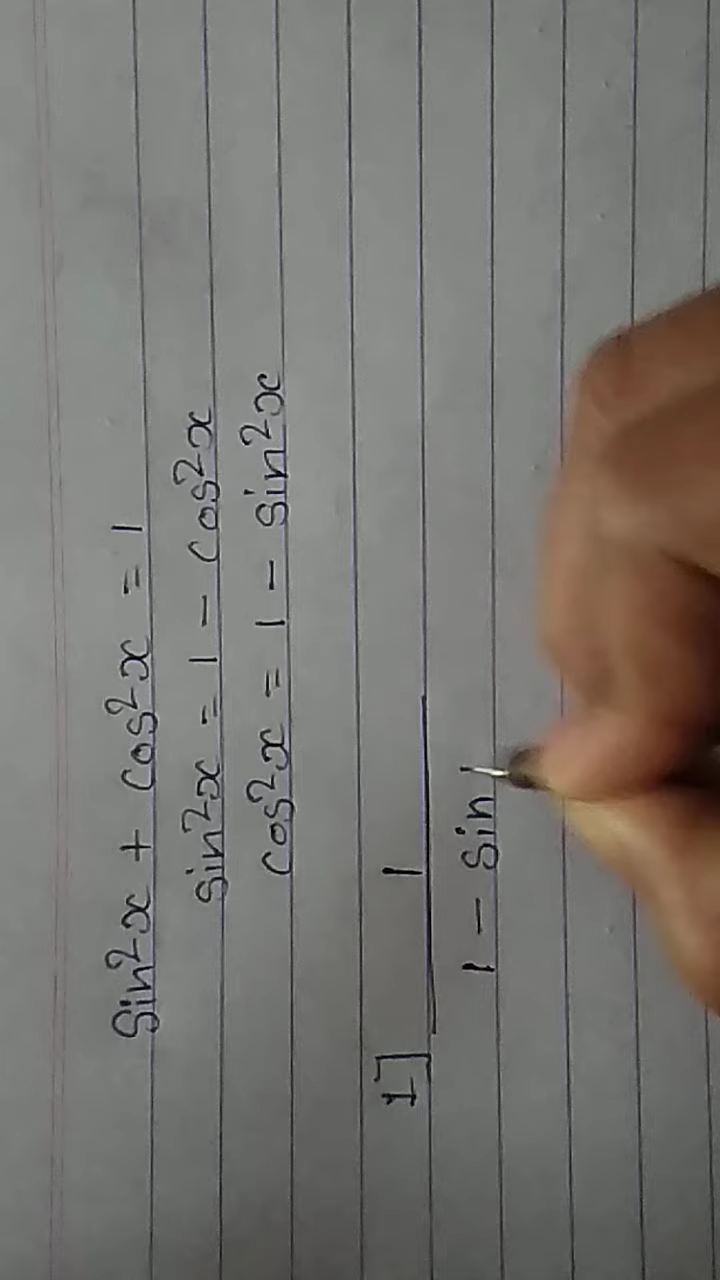 sin²x + cos²x = 1
sin²x = 1 - cos²x
cos²x = 1 - sin²x
1] 1
1 - sin